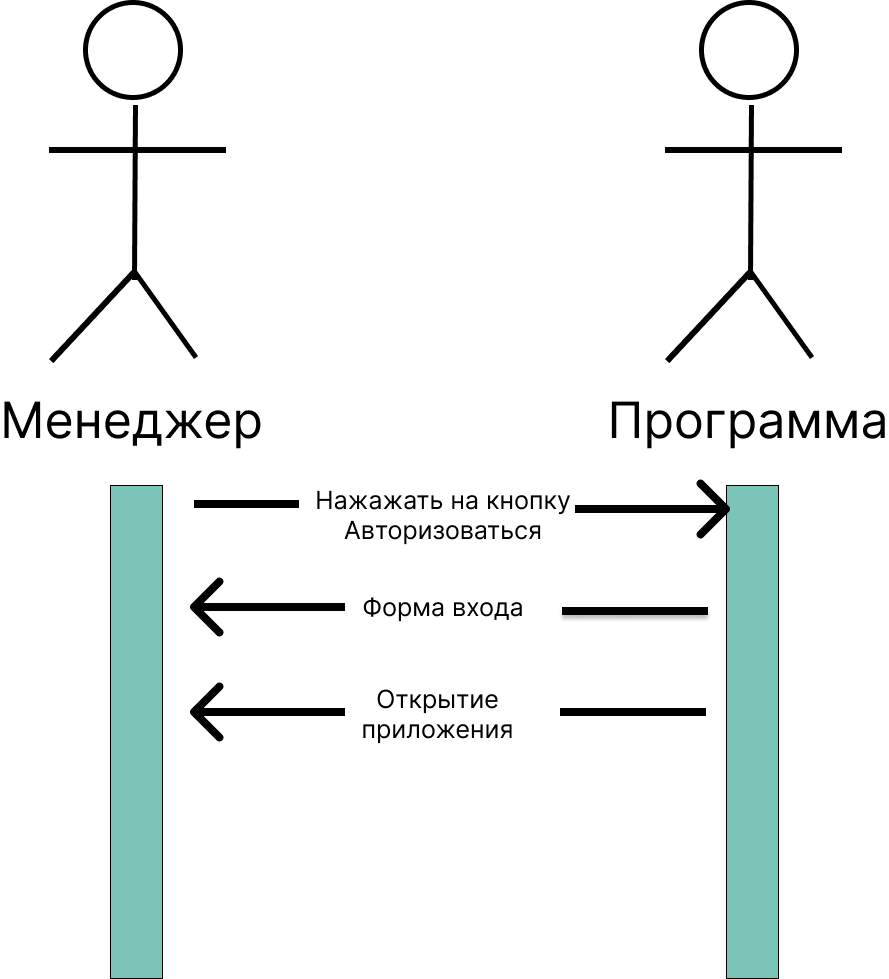 Менеджер
Программа
Нажажать на кнопку
Авторизоваться
Форма входа
Открытие
приложения